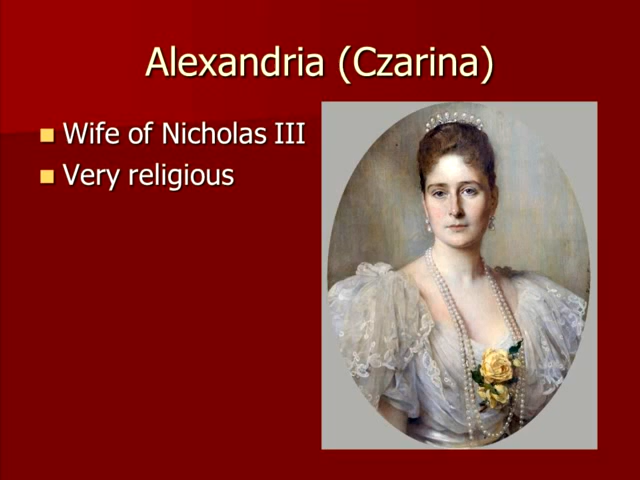 Alexandria (Czarina)
Wife of Nicholas III
Very religious